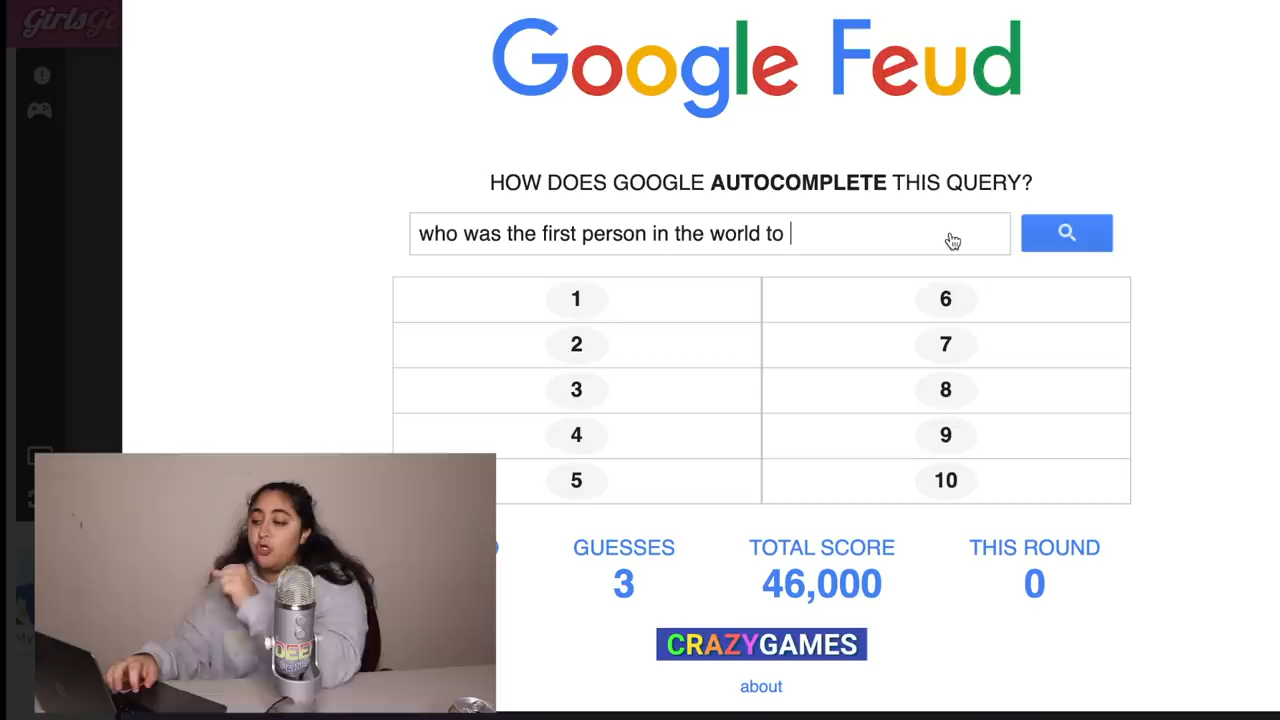 GirlsGo
Google Feud
HOW DOES GOOGLE AUTOCOMPLETE THIS QUERY?
who was the first person in the world to
1
6
2
7
3
8
4
9
5
10
GUESSES
TOTAL SCORE
THIS ROUND
3
46,000
0
CRAZYGAMES
about
My